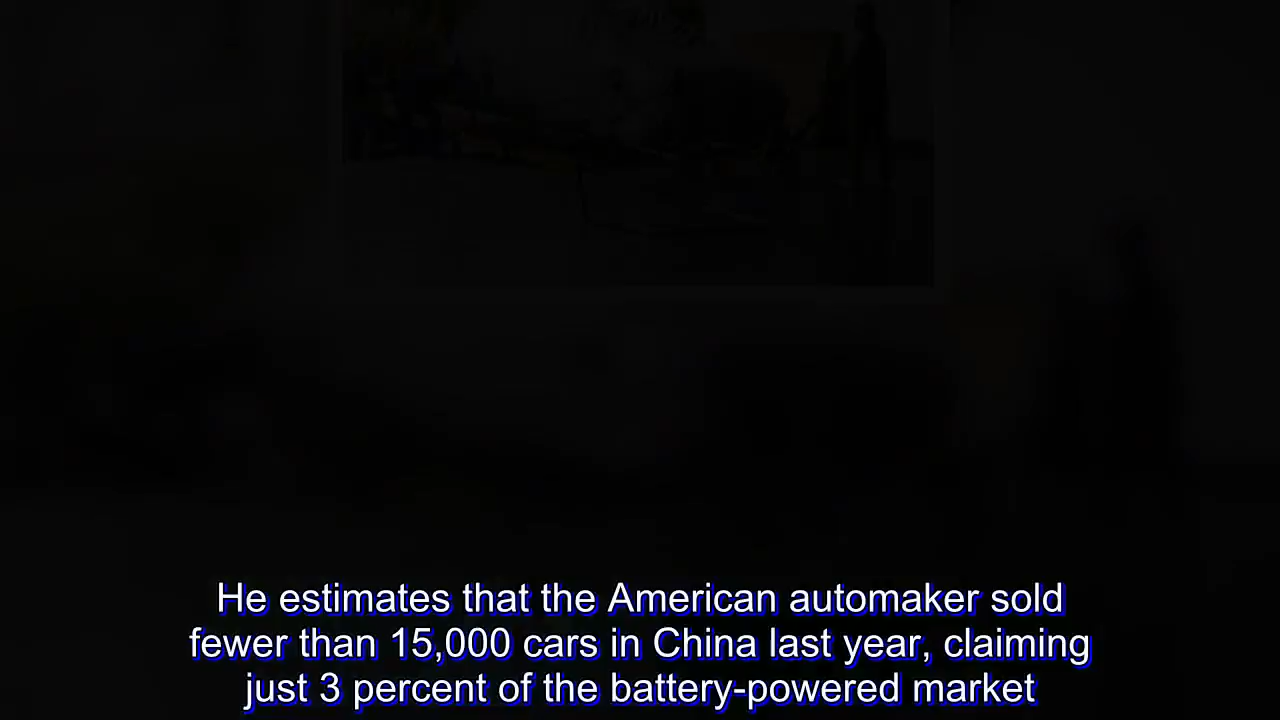 He estimates that the American automaker sold
fewer than 15,000 cars in China last year, claiming
just 3 percent of the battery-powered market